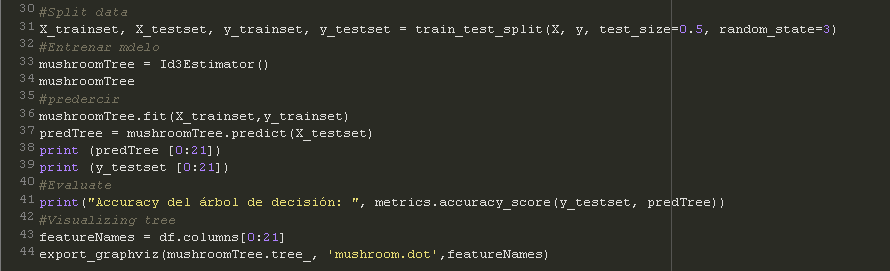 30 #Split data
31 X_trainset, X_testset, y_trainset, y_testset = train_test_split(X, y, test_size=0.5, random_state=3)
32 #Entrenar mdelo
33 mushroomTree = Id3Estimator()
34 mushroomTree
35 #predercir
36 mushroomTree.fit(X_trainset,y_trainset)
37 predTree = mushroomTree.predict(X_testset)
38 print (predTree [0:21])
39 print (y_testset [0:21])
40 #Evaluate
41 print("Accuracy del árbol de decisión: ", metrics.accuracy_score(y_testset, predTree))
42 #Visualizing tree
43 featureNames = df.columns[0:21]
44 export_graphviz(mushroomTree.tree_, 'mushroom.dot',featureNames)